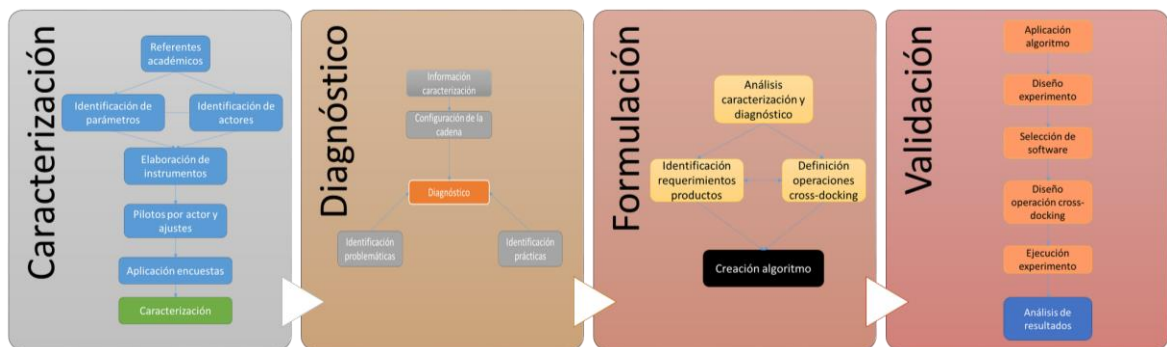 Caracterización
Referentes
académicos
Identificación de
parámetros
Identificación de
actores
Elaboración de
instrumentos
Pilotos por actor y
ajustes
Aplicación encuestas
Caracterización
Diagnóstico
Información
caracterización
Configuración de la
cadena
Diagnóstico
Identificación
problemáticas
Identificación
prácticas
Formulación
Análisis
caracterización y
diagnóstico
Identificación
requerimientos
productos
Definición
operaciones
cross-docking
Creación algoritmo
Validación
Aplicación
algoritmo
Diseño
experimento
Selección de
software
Diseño
operación cross-
docking
Ejecución
experimento
Análisis de
resultados